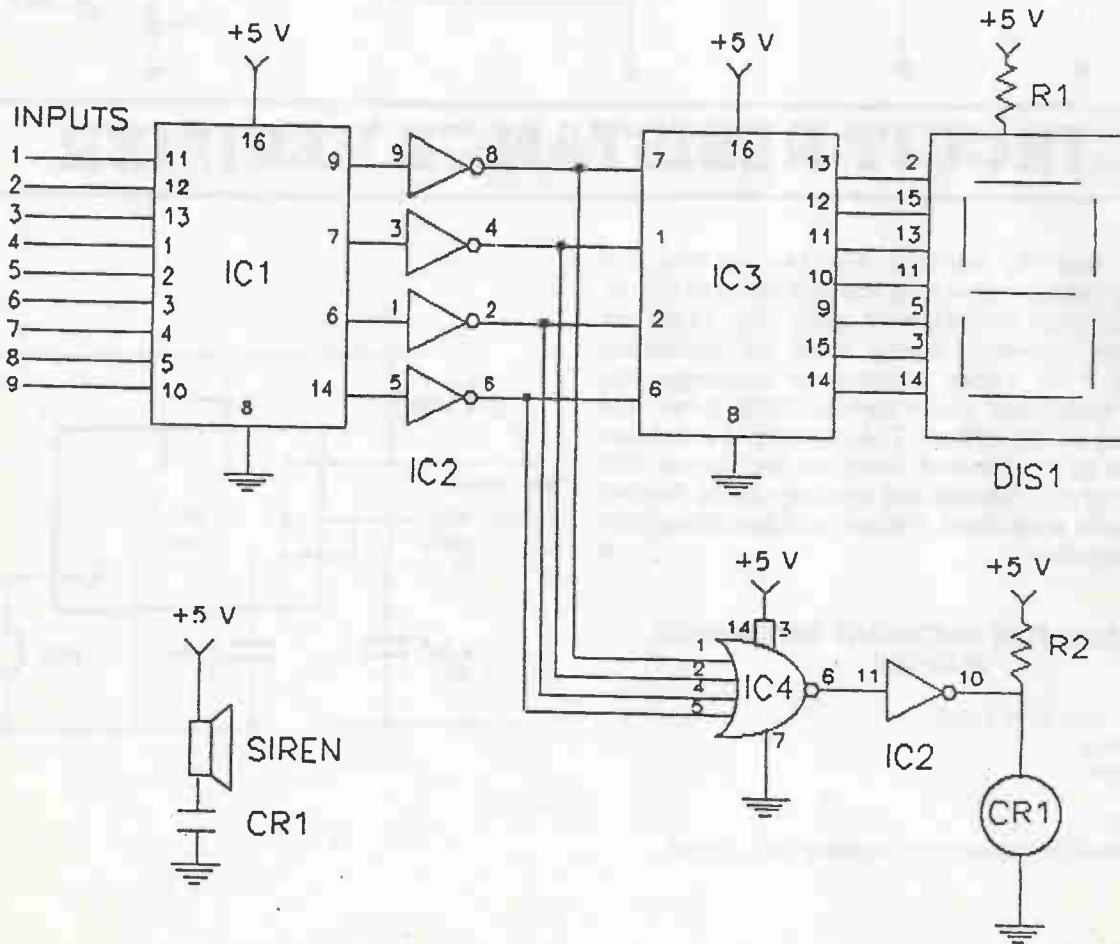 +5 V
+5 V
+5 V
R1
INPUTS
1 2 3 4 5 6 7 8 9
11 12 13 1 2 3 4 5 10
16
IC1
8
9 7 6 14
9 8
3 4
1 2
5 6
IC2
7 1 2 6
16
IC3
8
13 12 11 10 9 15 14
2 15 13 11 5 3 14
DIS1
+5 V
SIREN
CR1
14 3
1 2 4 5
IC4
6
7
11 10
IC2
+5 V
R2
CR1